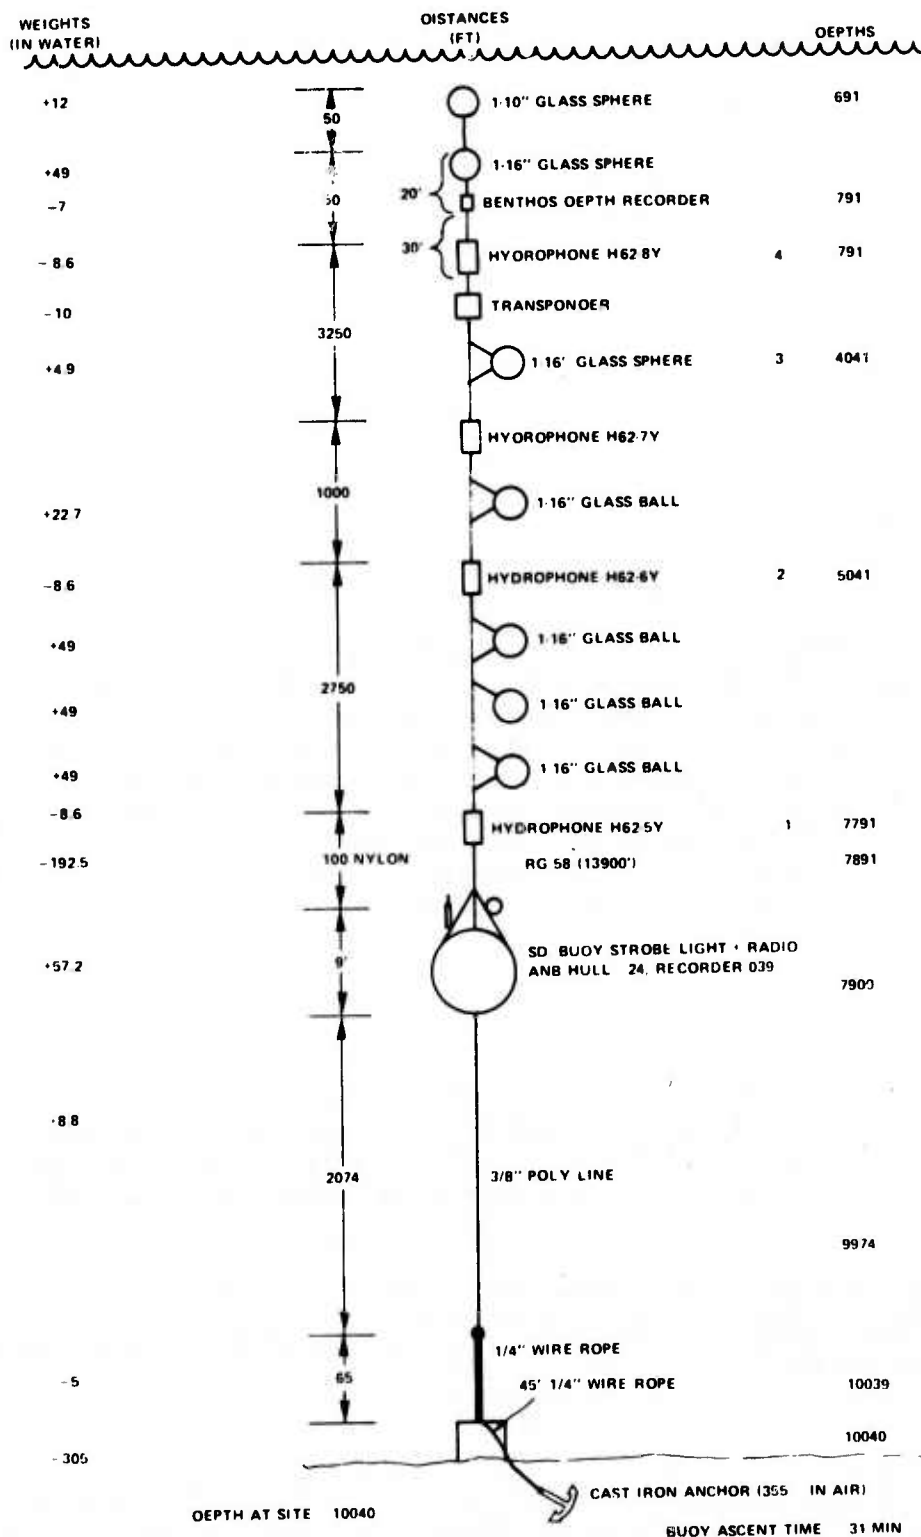 WEIGHTS
(IN WATER)
DISTANCES
(FT)
DEPTHS
+12
50
1-10" GLASS SPHERE
691
+49
1-16" GLASS SPHERE
20'
-7
50
BENTHOS DEPTH RECORDER
791
30'
-8.6
HYDROPHONE H62-8Y
4
791
-10
TRANSPONDER
3250
+4.9
1-16' GLASS SPHERE
3
4041
HYDROPHONE H62-7Y
1000
+22.7
1-16" GLASS BALL
-8.6
HYDROPHONE H62-6Y
2
5041
+49
1-16" GLASS BALL
2750
+49
1-16" GLASS BALL
+49
1-16" GLASS BALL
-8.6
HYDROPHONE H62-5Y
1
7791
-192.5
100 NYLON
RG 58 (13900')
7891
+57.2
9'
SD BUOY STROBE LIGHT + RADIO
ANB HULL 24, RECORDER 039
7900
8.8
2074
3/8" POLY LINE
9974
1/4" WIRE ROPE
-5
65
45' 1/4" WIRE ROPE
10039
10040
-305
CAST IRON ANCHOR (355 IN AIR)
DEPTH AT SITE 10040
BUOY ASCENT TIME 31 MIN